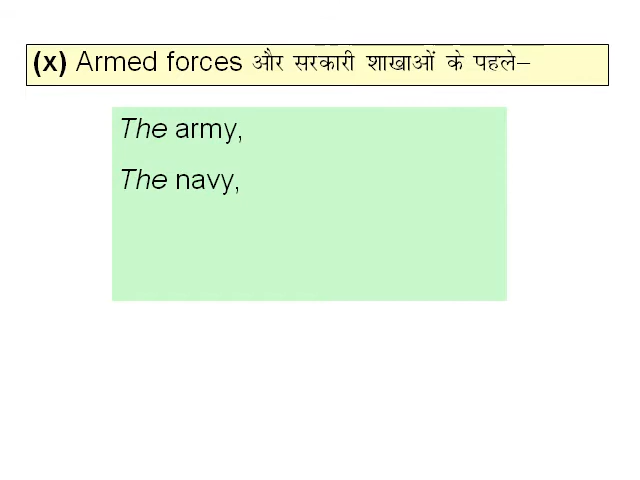 (x) Armed forces और सरकारी शाखाओं के पहले–
The army,
The navy,